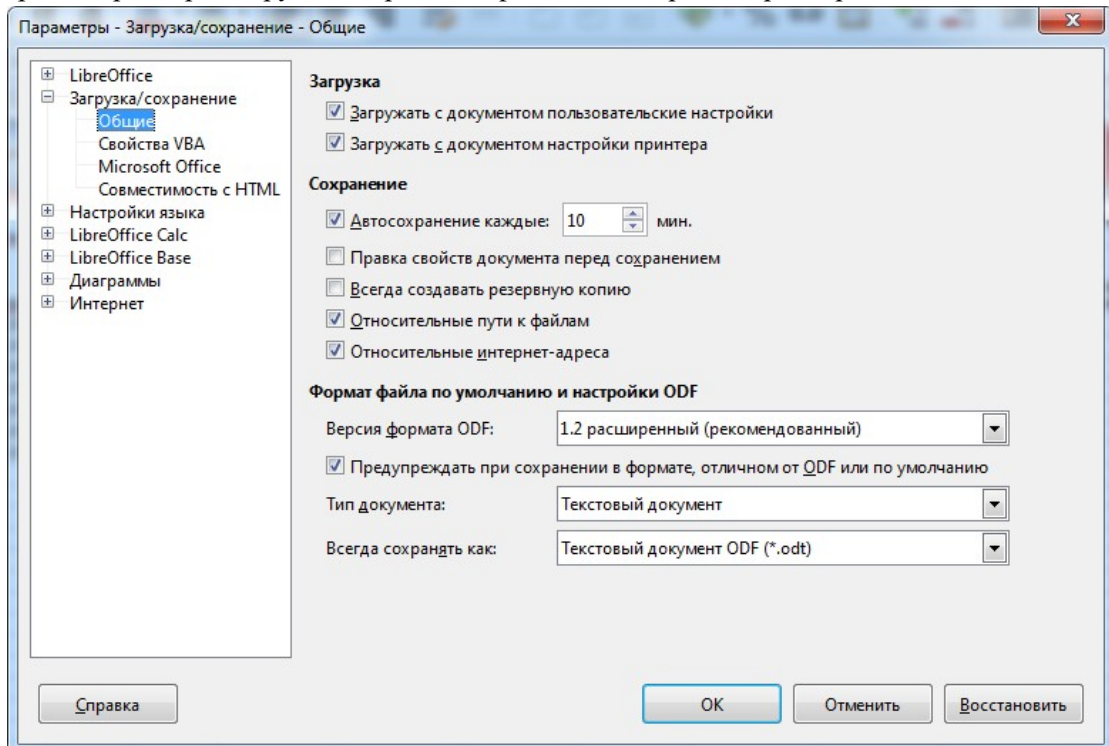 Параметры - Загрузка/сохранение - Общие
LibreOffice
Загрузка/сохранение
Общие
Свойства VBA
Microsoft Office
Совместимость с HTML
Настройки языка
LibreOffice Calc
LibreOffice Base
Диаграммы
Интернет
Загрузка
Загружать с документом пользовательские настройки
Загружать с документом настройки принтера
Сохранение
Автосохранение каждые: 10 мин.
Правка свойств документа перед сохранением
Всегда создавать резервную копию
Относительные пути к файлам
Относительные интернет-адреса
Формат файла по умолчанию и настройки ODF
Версия формата ODF: 1.2 расширенный (рекомендованный)
Предупреждать при сохранении в формате, отличном от ODF или по умолчанию
Тип документа: Текстовый документ
Всегда сохранять как: Текстовый документ ODF (*.odt)
Справка OK Отменить Восстановить